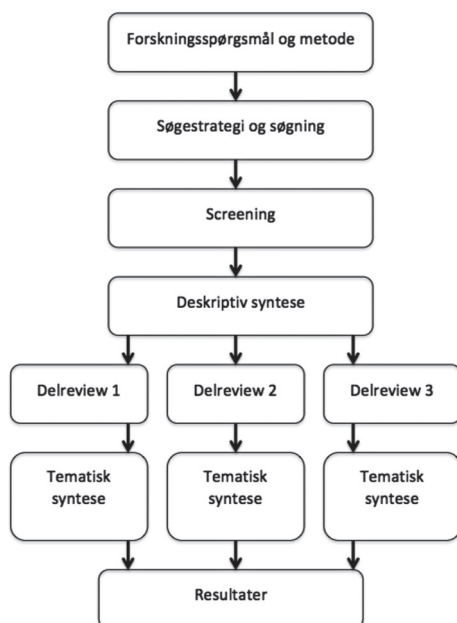 Forskningsspørgsmål og metode
Søgestrategi og søgning
Screening
Deskriptiv syntese
Delreview 1
Delreview 2
Delreview 3
Tematisk
syntese
Tematisk
syntese
Tematisk
syntese
Resultater